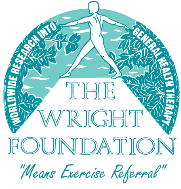 WORLDWIDE RESEARCH INTO
GENERAL HEALTH THERAPY
THE
WRIGHT
FOUNDATION
"Means Exercise Referral"